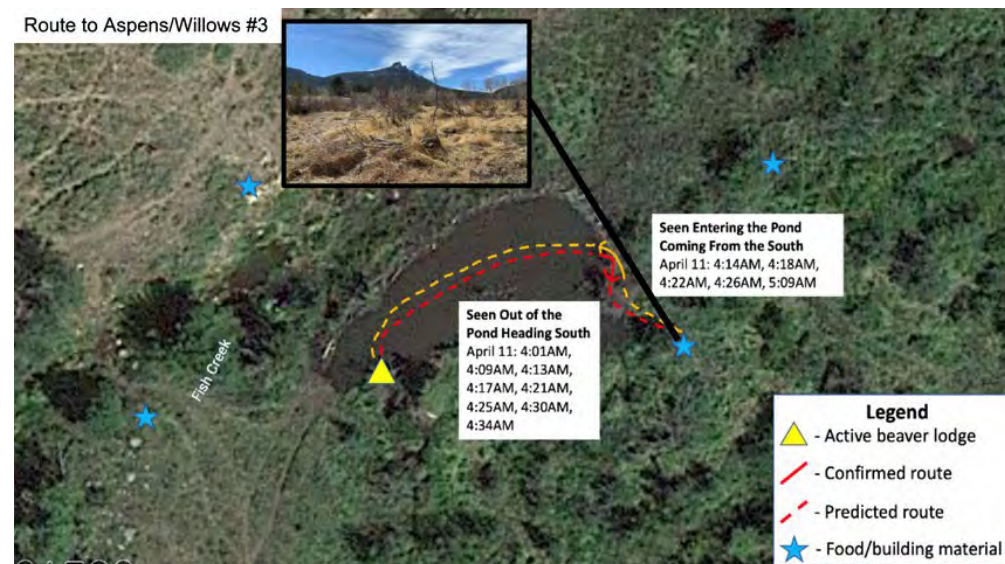 Route to Aspens/Willows #3
Seen Entering the Pond
Coming From the South
April 11: 4:14AM, 4:18AM,
4:22AM, 4:26AM, 5:09AM
Seen Out of the
Pond Heading South
April 11: 4:01AM,
4:09AM, 4:13AM,
4:17AM, 4:21AM,
4:25AM, 4:30AM,
4:34AM
Fish Creek
Legend
- Active beaver lodge
- Confirmed route
- Predicted route
- Food/building material